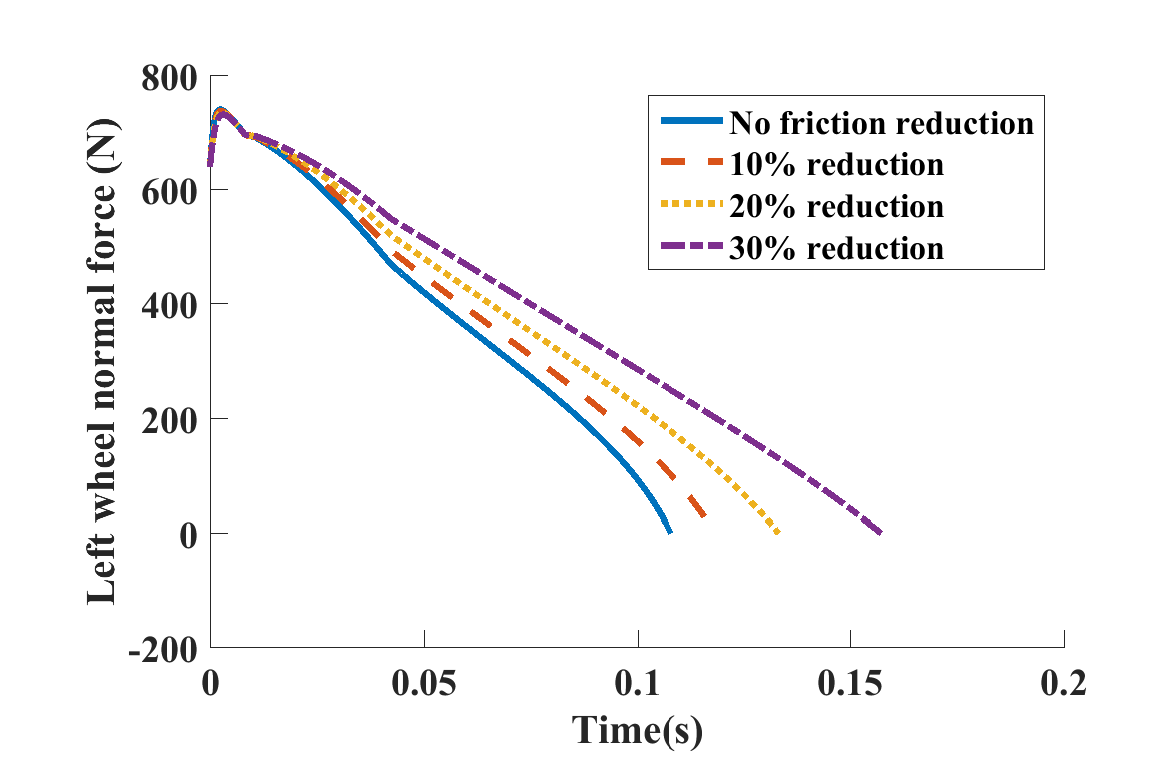 800
600
400
200
0
-200
Left wheel normal force (N)
No friction reduction
10% reduction
20% reduction
30% reduction
0
0.05
0.1
0.15
0.2
Time(s)